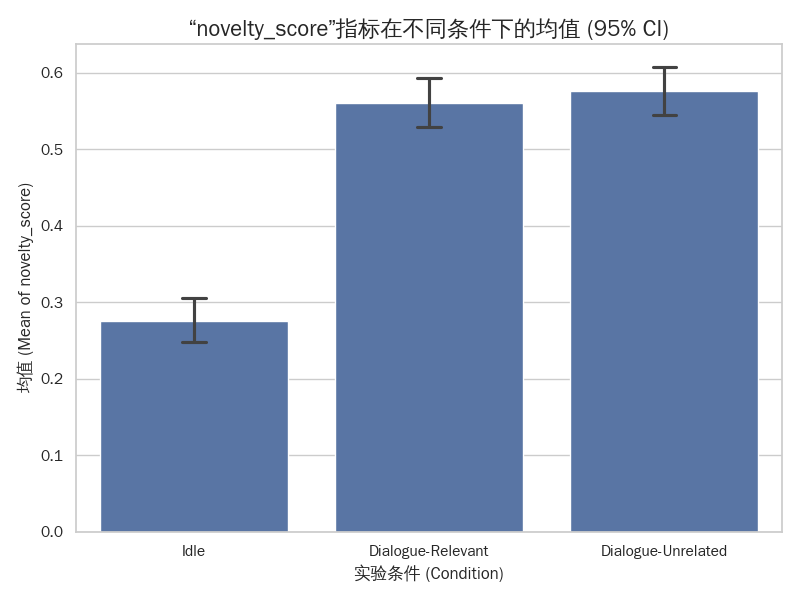 “novelty_score”指标在不同条件下的均值 (95% CI)
均值 (Mean of novelty_score)
0.6
0.5
0.4
0.3
0.2
0.1
0.0
Idle
Dialogue-Relevant
Dialogue-Unrelated
实验条件 (Condition)